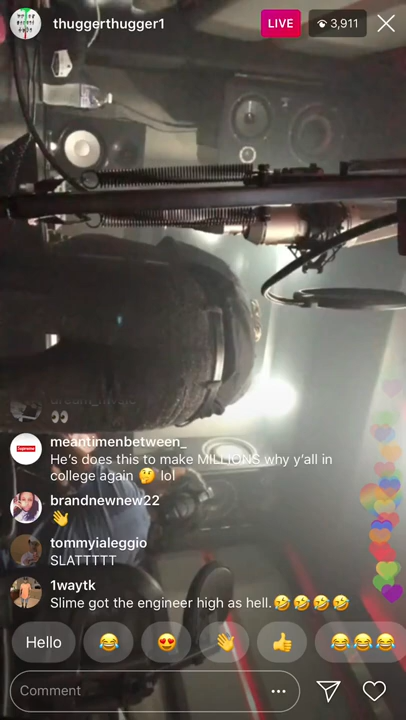 thuggerthugger1
LIVE
3,911
meantimenbetween_
He's does this to make MILLIONS why y'all in
college again 🤔 lol
brandnewnew22
👋
tommyialeggio
SLATTTTT
1waytk
Slime got the engineer high as hell.🤣🤣🤣🤣
Hello
Comment